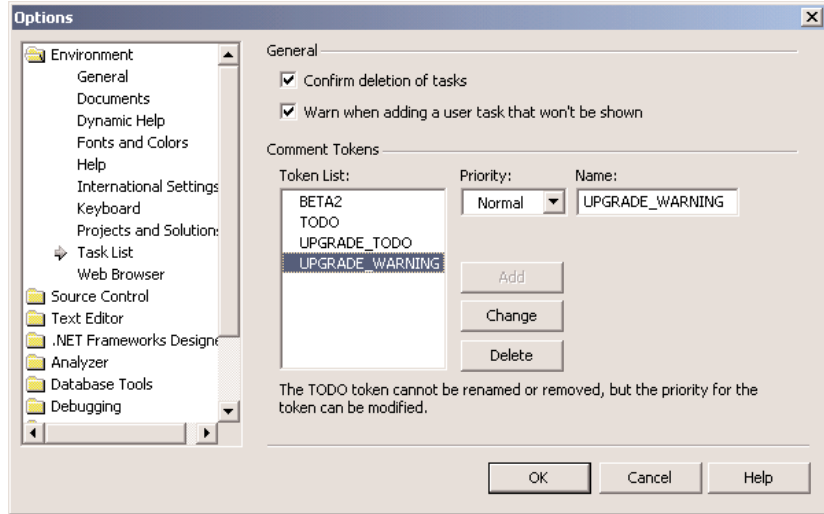 Options
Environment
General
Documents
Dynamic Help
Fonts and Colors
Help
International Settings
Keyboard
Projects and Solution
Task List
Web Browser
Source Control
Text Editor
.NET Frameworks Design
Analyzer
Database Tools
Debugging
General
Confirm deletion of tasks
Warn when adding a user task that won't be shown
Comment Tokens
Token List:
BETA2
TODO
UPGRADE_TODO
UPGRADE_WARNING
Priority:
Normal
Name:
UPGRADE_WARNING
Add
Change
Delete
The TODO token cannot be renamed or removed, but the priority for the
token can be modified.
OK Cancel Help